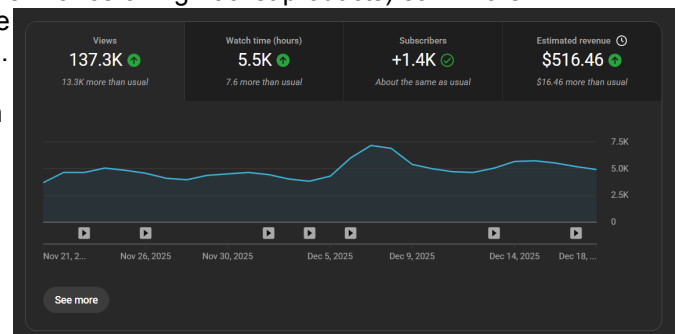 Views
137.3K
13.3K more than usual
Watch time (hours)
5.5K
7.6 more than usual
Subscribers
+1.4K
About the same as usual
Estimated revenue
$516.46
$16.46 more than usual
7.5K
5.0K
2.5K
0
Nov 21, 2... Nov 26, 2025 Nov 30, 2025 Dec 5, 2025 Dec 9, 2025 Dec 14, 2025 Dec 18, ...
See more